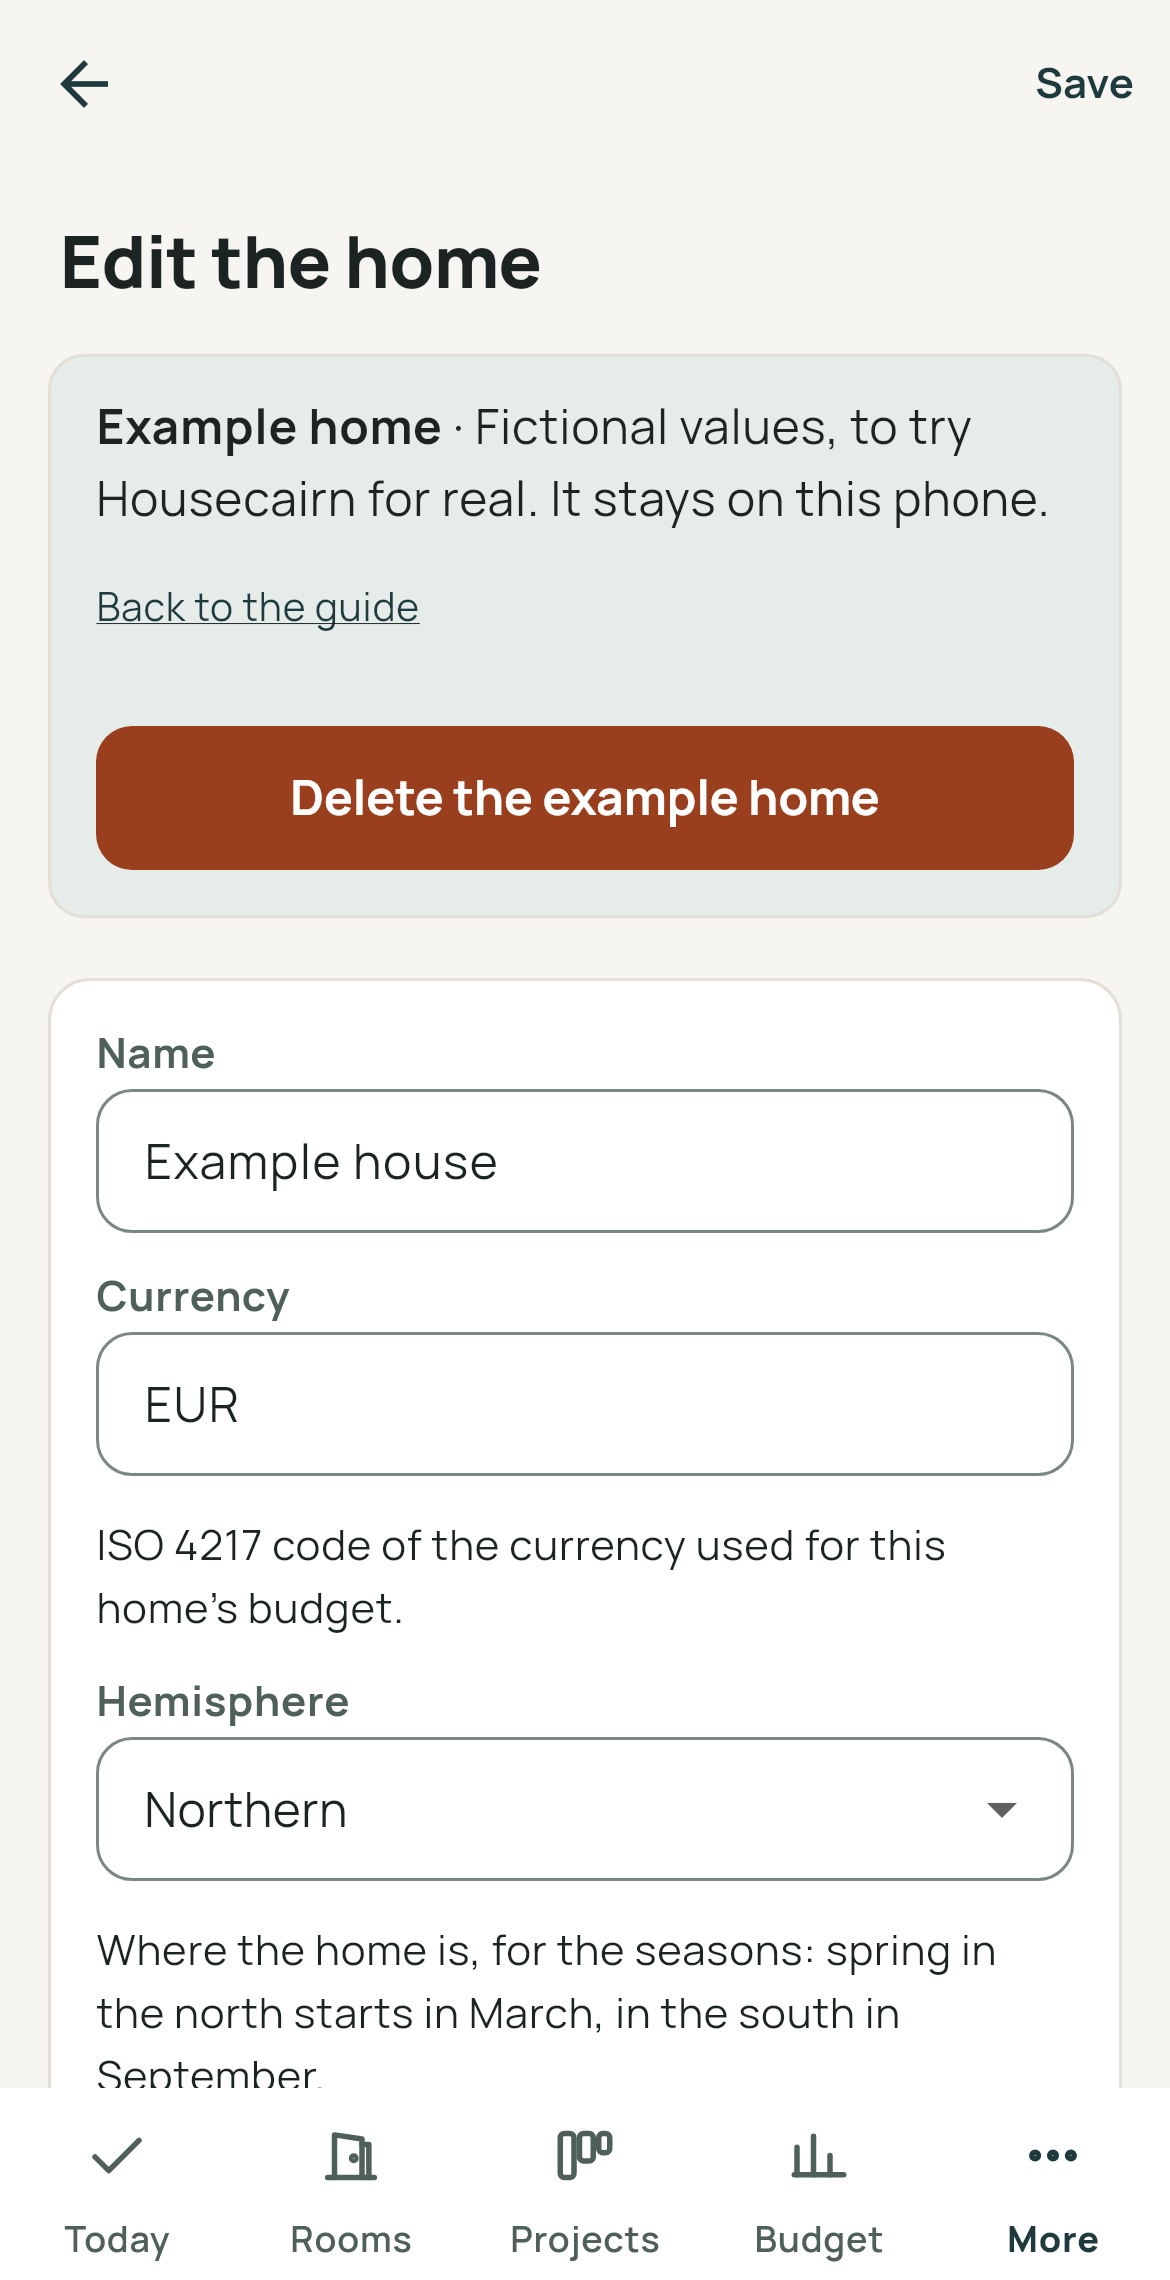 Save
Edit the home
Example home · Fictional values, to try
Housecairn for real. It stays on this phone.
Back to the guide
Delete the example home
Name
Example house
Currency
EUR
ISO 4217 code of the currency used for this
home’s budget.
Hemisphere
Northern
Where the home is, for the seasons: spring in
the north starts in March, in the south in
September.
Today
Rooms
Projects
Budget
More